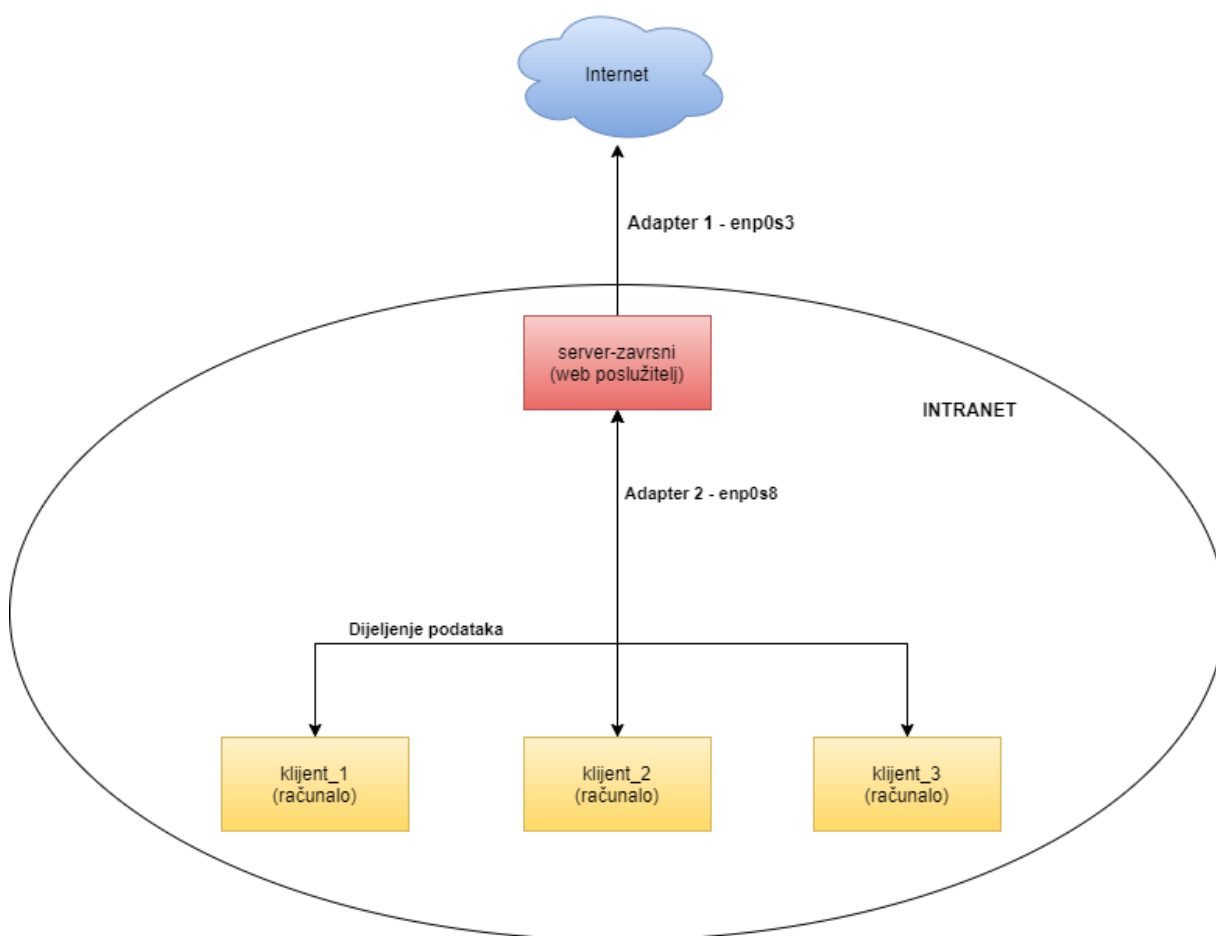 Internet
Adapter 1 - enp0s3
server-zavrsni
(web poslužitelj)
INTRANET
Adapter 2 - enp0s8
Dijeljenje podataka
klijent_1
(računalo)
klijent_2
(računalo)
klijent_3
(računalo)